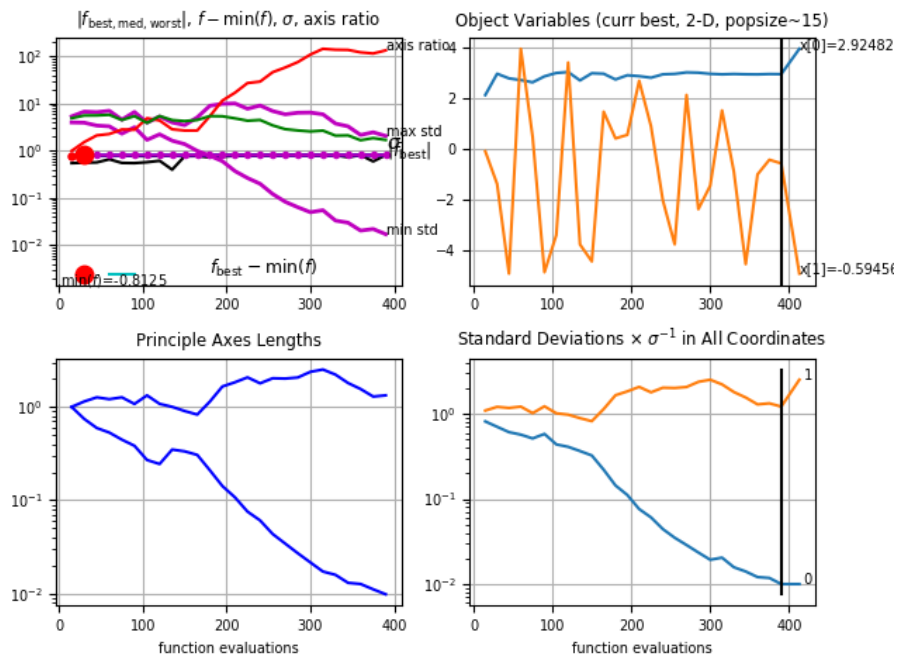 |f_best,med,worst|, f − min(f), σ, axis ratio
10²
10¹
10⁰
10⁻¹
10⁻²
axis ratio
max std
σ
min std
f_best − min(f)
min(f)=-0.8125
0 100 200 300 400
Object Variables (curr best, 2-D, popsize~15)
4
2
0
−2
−4
x[0]=2.92482
x[1]=-0.59456
0 100 200 300 400
Principle Axes Lengths
10⁰
10⁻¹
10⁻²
0 100 200 300 400
function evaluations
Standard Deviations × σ⁻¹ in All Coordinates
10⁰
10⁻¹
10⁻²
1
0
0 100 200 300 400
function evaluations